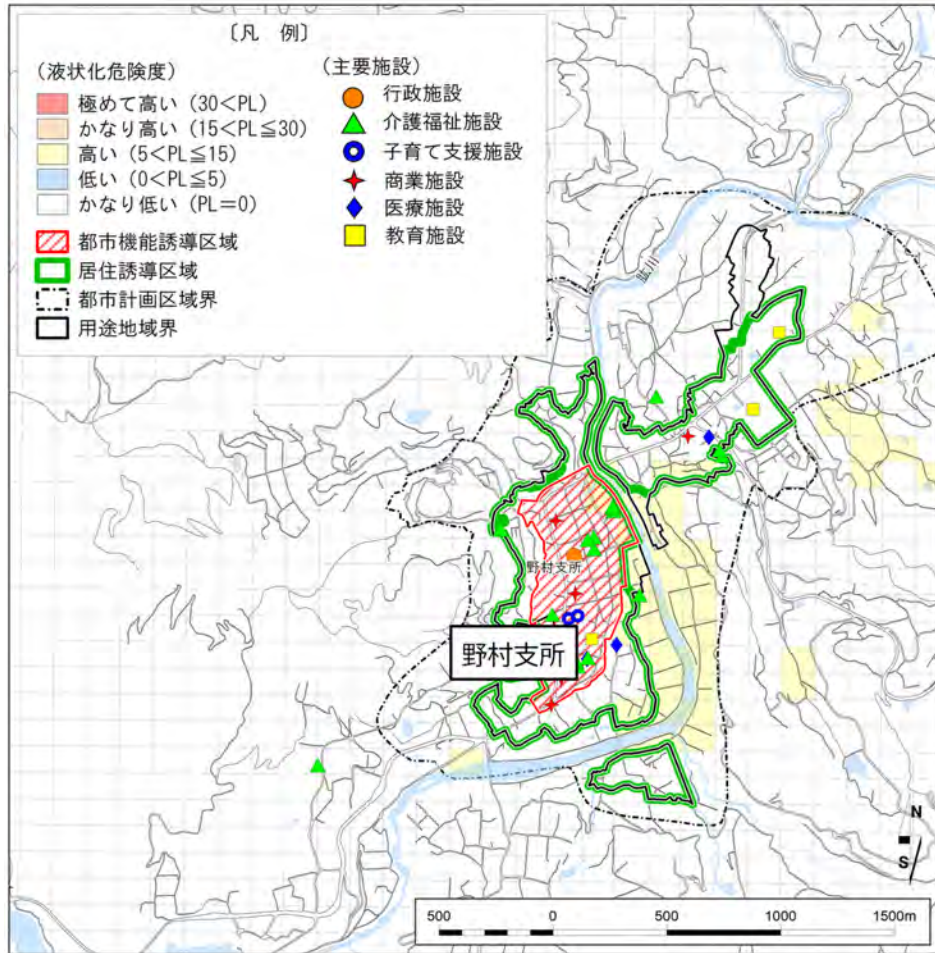 〔凡 例〕
(液状化危険度)
極めて高い (30<PL)
かなり高い (15<PL≦30)
高い (5<PL≦15)
低い (0<PL≦5)
かなり低い (PL=0)
都市機能誘導区域
居住誘導区域
都市計画区域界
用途地域界
(主要施設)
行政施設
介護福祉施設
子育て支援施設
商業施設
医療施設
教育施設
野村支所
野村支所
N
S
500 0 500 1000 1500m